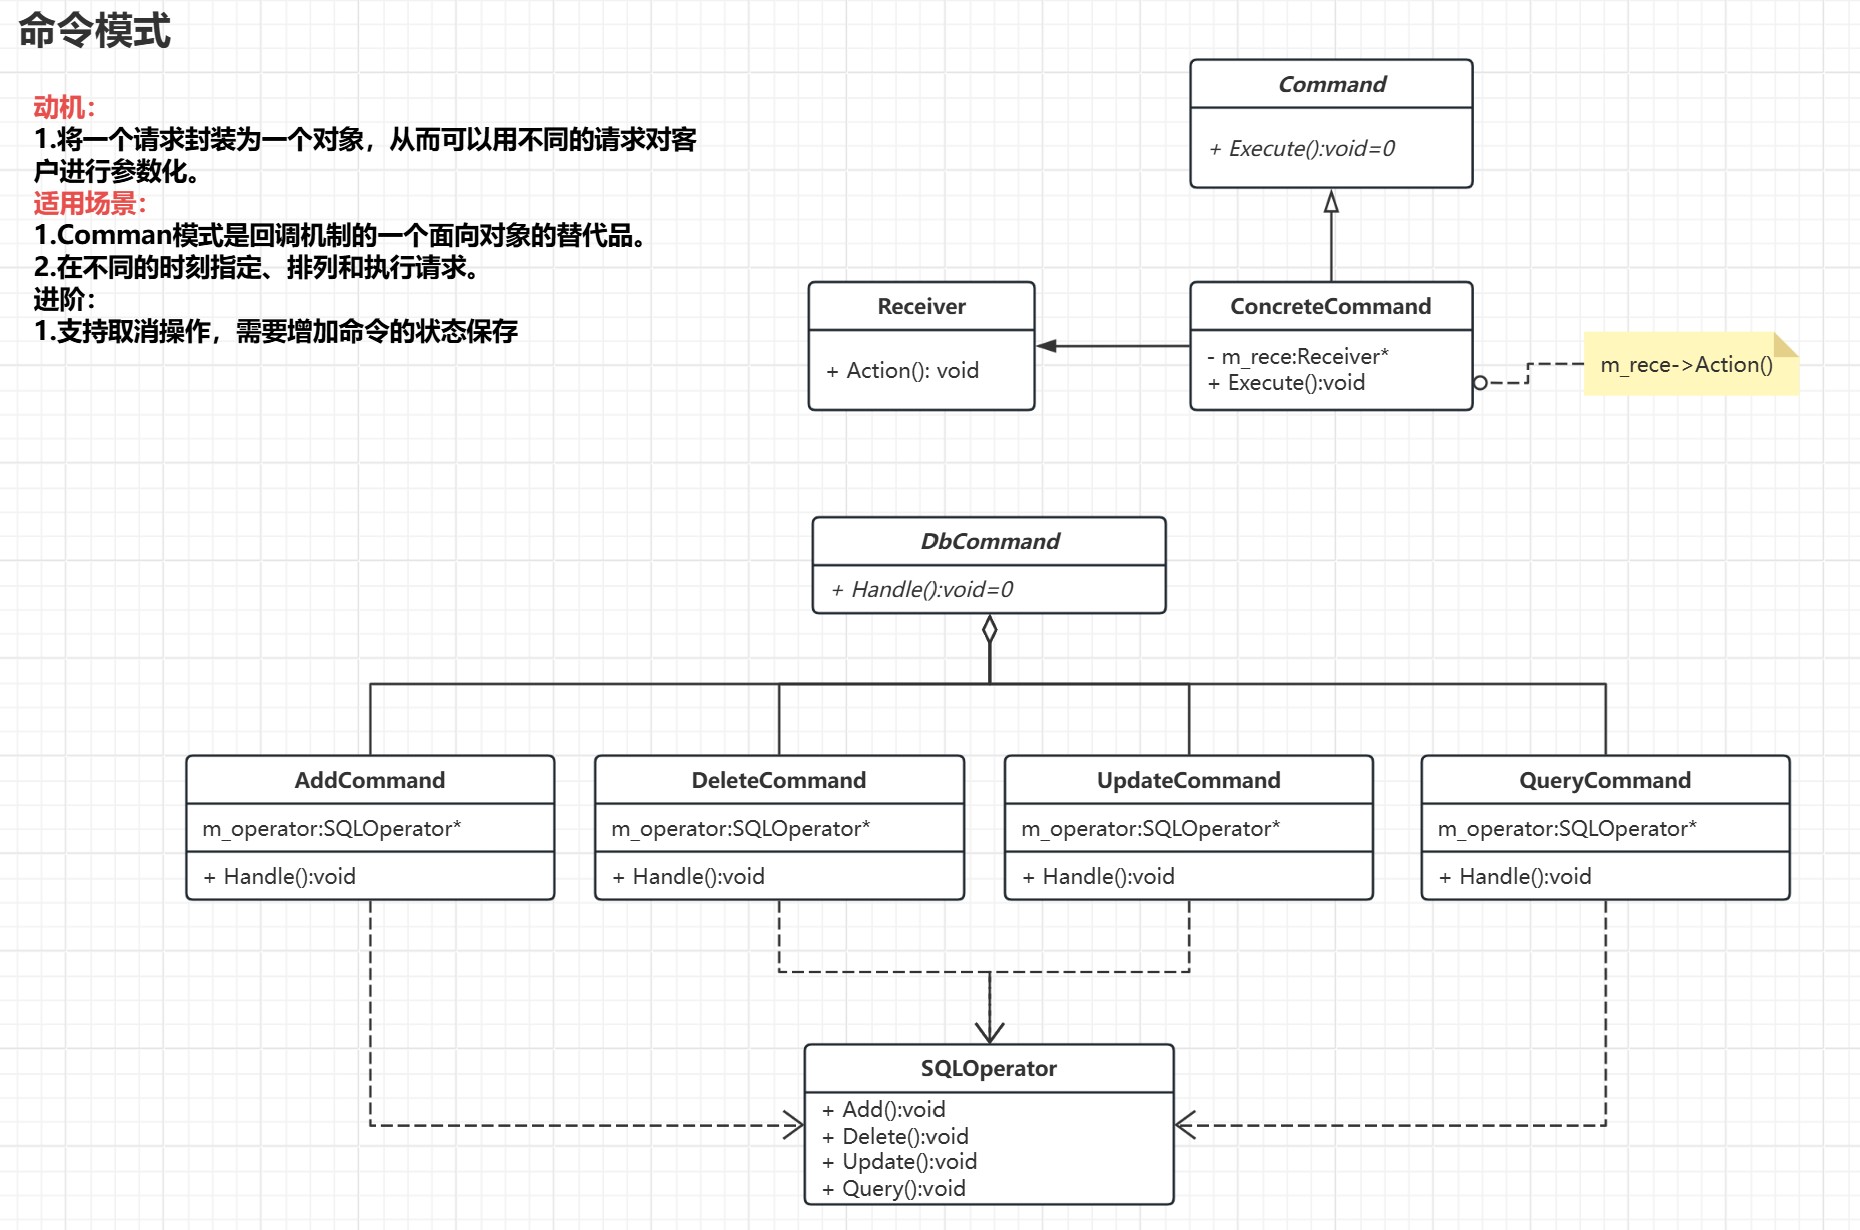 命令模式
动机：
1.将一个请求封装为一个对象，从而可以用不同的请求对客
户进行参数化。
适用场景：
1.Comman模式是回调机制的一个面向对象的替代品。
2.在不同的时刻指定、排列和执行请求。
进阶：
1.支持取消操作，需要增加命令的状态保存
Command
+ Execute():void=0
Receiver
+ Action(): void
ConcreteCommand
- m_rece:Receiver*
+ Execute():void
m_rece->Action()
DbCommand
+ Handle():void=0
AddCommand
m_operator:SQLOperator*
+ Handle():void
DeleteCommand
m_operator:SQLOperator*
+ Handle():void
UpdateCommand
m_operator:SQLOperator*
+ Handle():void
QueryCommand
m_operator:SQLOperator*
+ Handle():void
SQLOperator
+ Add():void
+ Delete():void
+ Update():void
+ Query():void